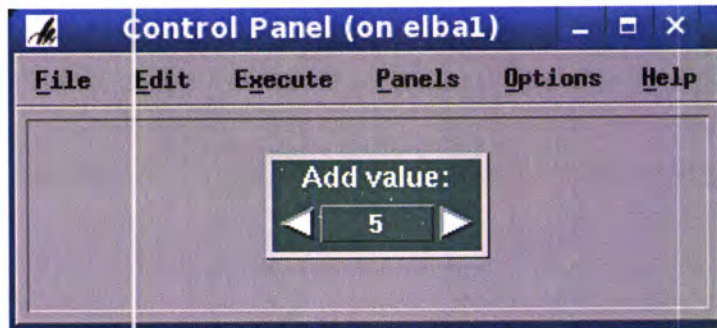 Control Panel (on elba1)
File Edit Execute Panels Options Help
Add value:
5